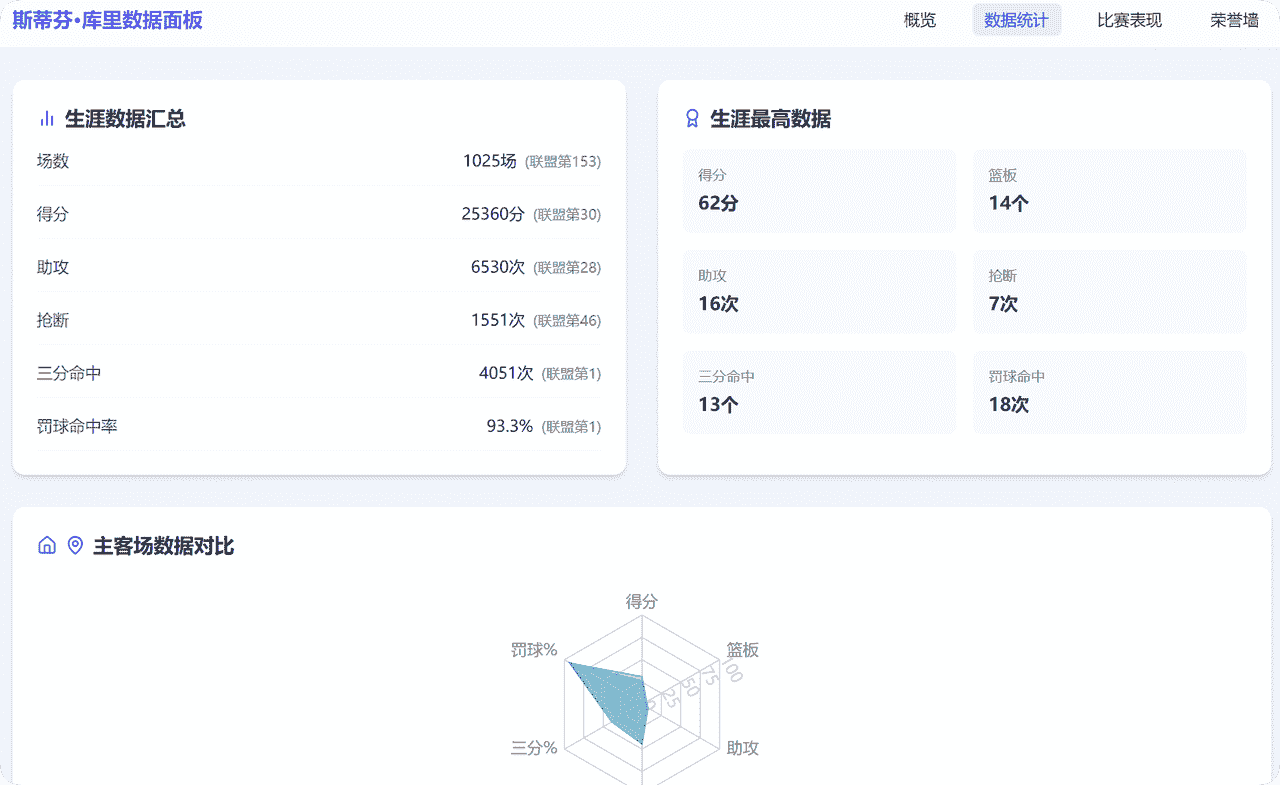 斯蒂芬·库里数据面板
概览
数据统计
比赛表现
荣誉墙
生涯数据汇总
场数
1025场 (联盟第153)
得分
25360分 (联盟第30)
助攻
6530次 (联盟第28)
抢断
1551次 (联盟第46)
三分命中
4051次 (联盟第1)
罚球命中率
93.3% (联盟第1)
生涯最高数据
得分
62分
篮板
14个
助攻
16次
抢断
7次
三分命中
13个
罚球命中
18次
主客场数据对比
得分
罚球%
篮板
100
75
50
25
0
三分%
助攻